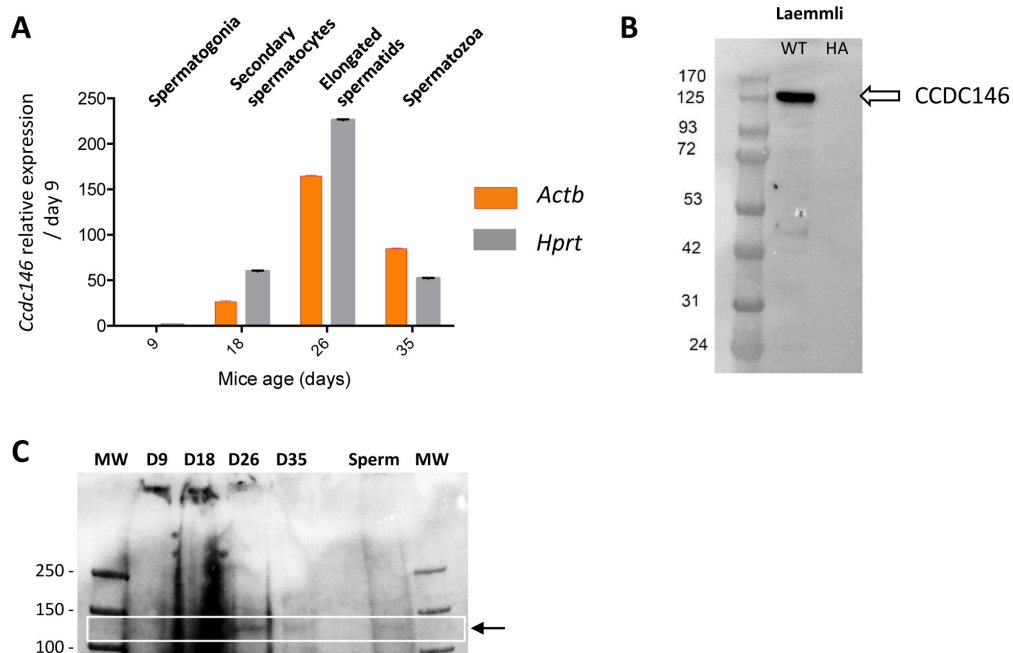 A
Spermatogonia
Secondary
spermatocytes
Elongated
spermatids
Spermatozoa
Ccdc146 relative expression
/ day 9
250
200
150
100
50
0
9
18
26
35
Mice age (days)
Actb
Hprt
B
Laemmli
WT HA
170
125
93
72
53
42
31
24
CCDC146
C
MW D9 D18 D26 D35 Sperm MW
250 -
150 -
100 -